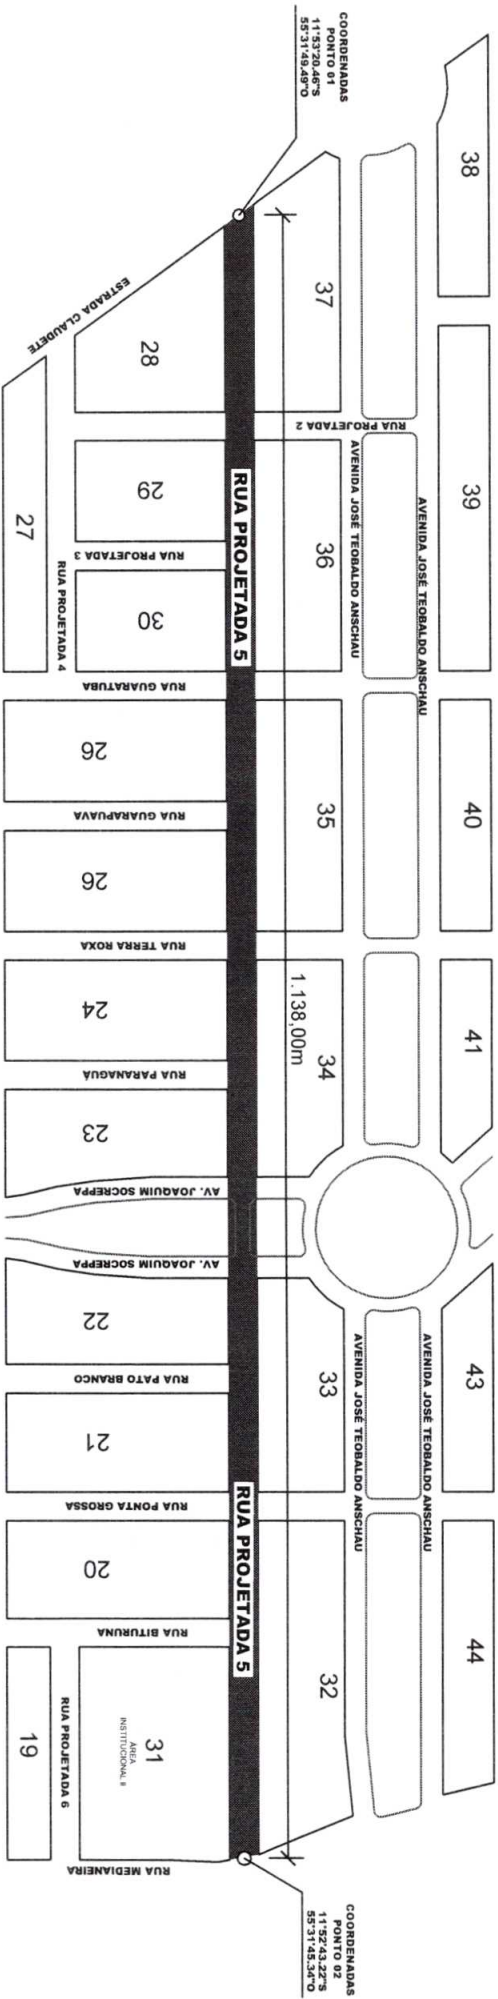 COORDENADAS
PONTO 01
11°53'20.46"S
55°31'49.49"O
38
37
ESTRADA CLAUDETE
28
27
RUA PROJETADA 2
39
AVENIDA JOSÉ TEOBALDO ANSCHAU
AVENIDA JOSÉ TEOBALDO ANSCHAU
36
RUA PROJETADA 5
29
RUA PROJETADA 3
30
RUA PROJETADA 4
RUA GUARATUBA
40
35
26
RUA GUARAPUAVA
26
RUA TERRA ROXA
41
34
1.138,00m
24
RUA PARANAGUÁ
23
AV. JOAQUIM SOCREPPA
AV. JOAQUIM SOCREPPA
43
AVENIDA JOSÉ TEOBALDO ANSCHAU
AVENIDA JOSÉ TEOBALDO ANSCHAU
33
22
RUA PATO BRANCO
21
RUA PONTA GROSSA
44
32
RUA PROJETADA 5
20
RUA BITURUNA
31
ÁREA
INSTITUCIONAL II
RUA PROJETADA 6
19
RUA MEDIANEIRA
COORDENADAS
PONTO 02
11°52'43.22"S
55°31'45.34"O